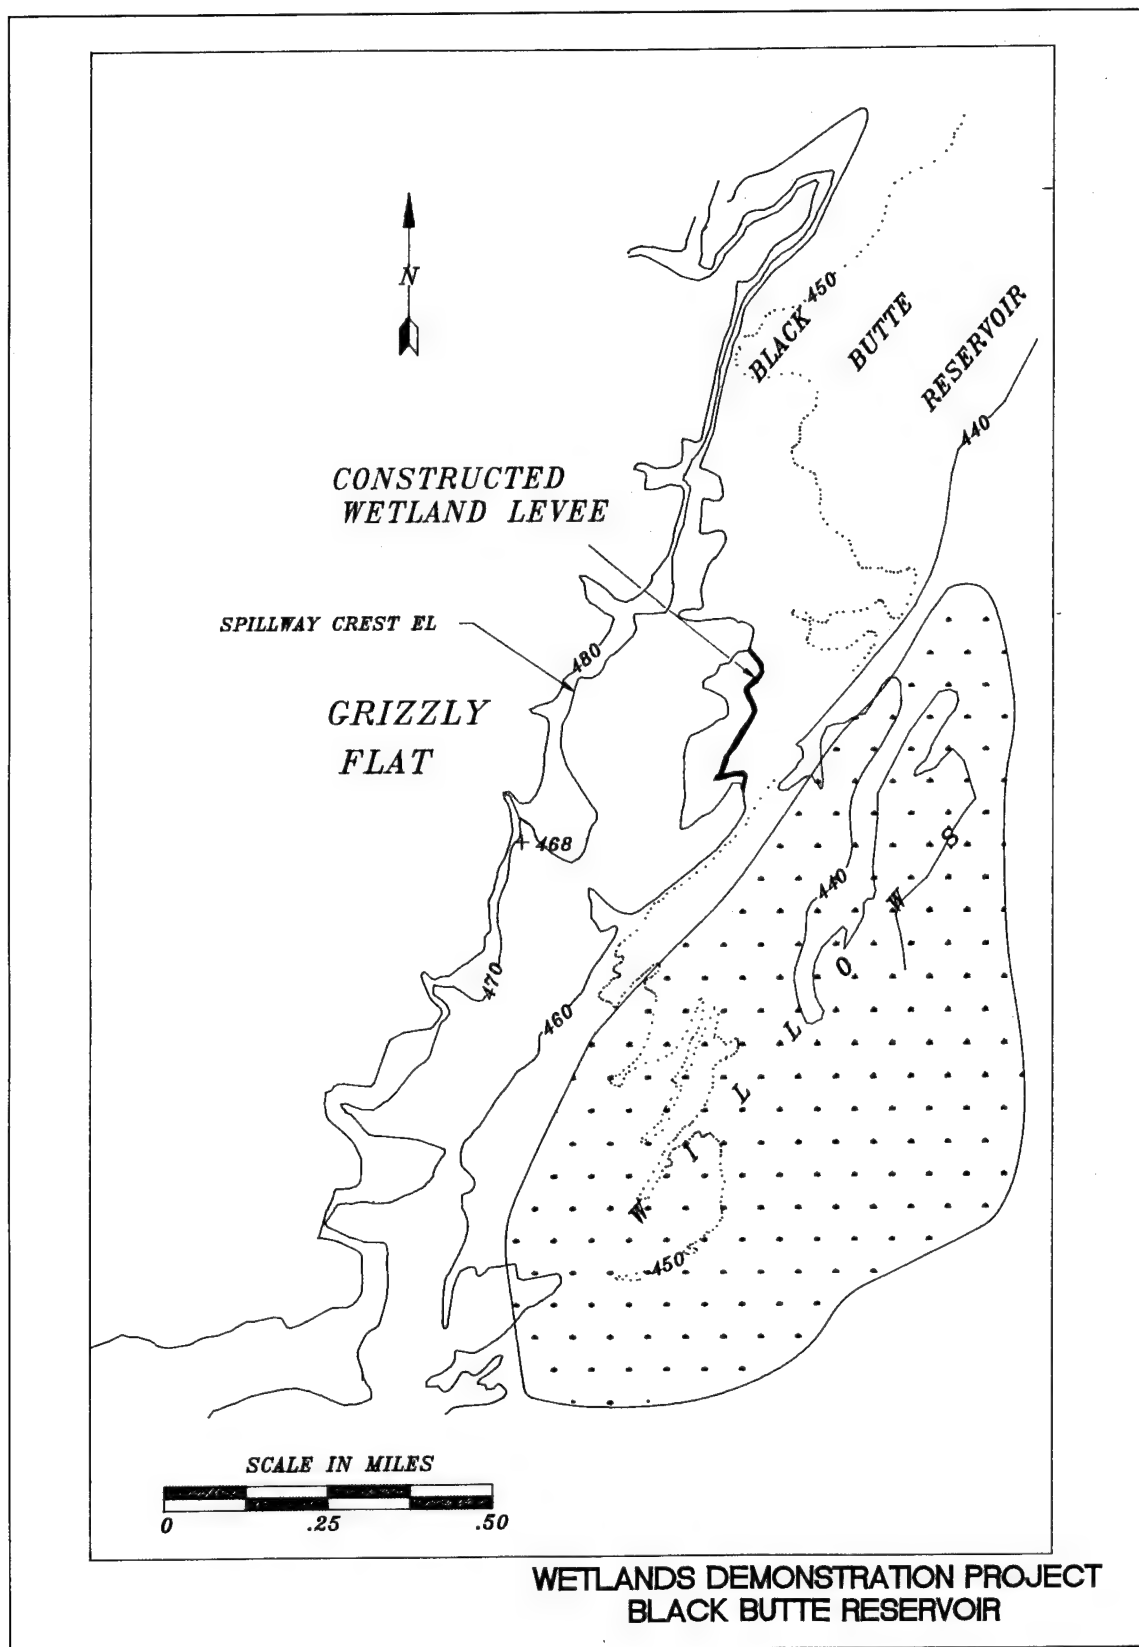 N
450
BLACK
BUTTE
RESERVOIR
440
CONSTRUCTED
WETLAND LEVEE
SPILLWAY CREST EL
480
GRIZZLY
FLAT
468
470
460
440
WILLOWS
450
SCALE IN MILES
0 .25 .50
WETLANDS DEMONSTRATION PROJECT
BLACK BUTTE RESERVOIR